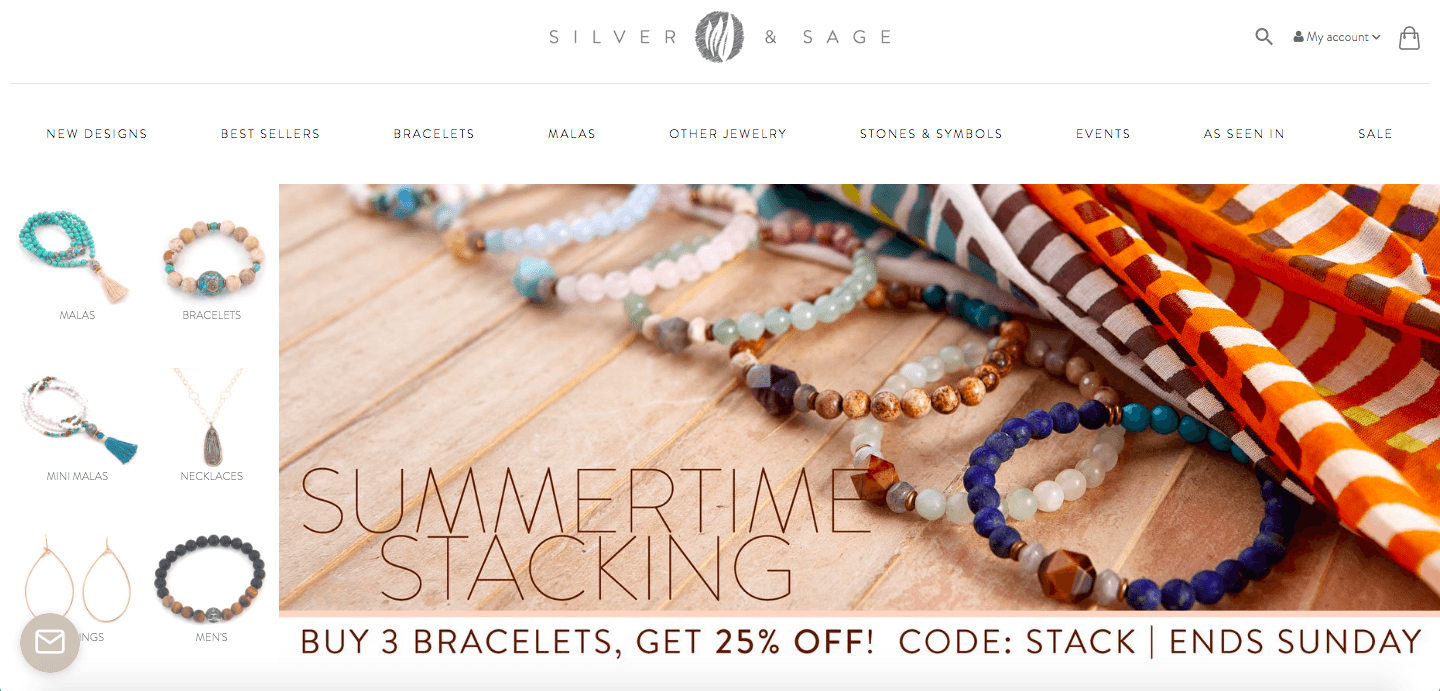 SILVER & SAGE
My account
NEW DESIGNS
BEST SELLERS
BRACELETS
MALAS
OTHER JEWELRY
STONES & SYMBOLS
EVENTS
AS SEEN IN
SALE
MALAS
BRACELETS
MINI MALAS
NECKLACES
INGS
MEN'S
SUMMERTIME
STACKING
BUY 3 BRACELETS, GET 25% OFF! CODE: STACK | ENDS SUNDAY